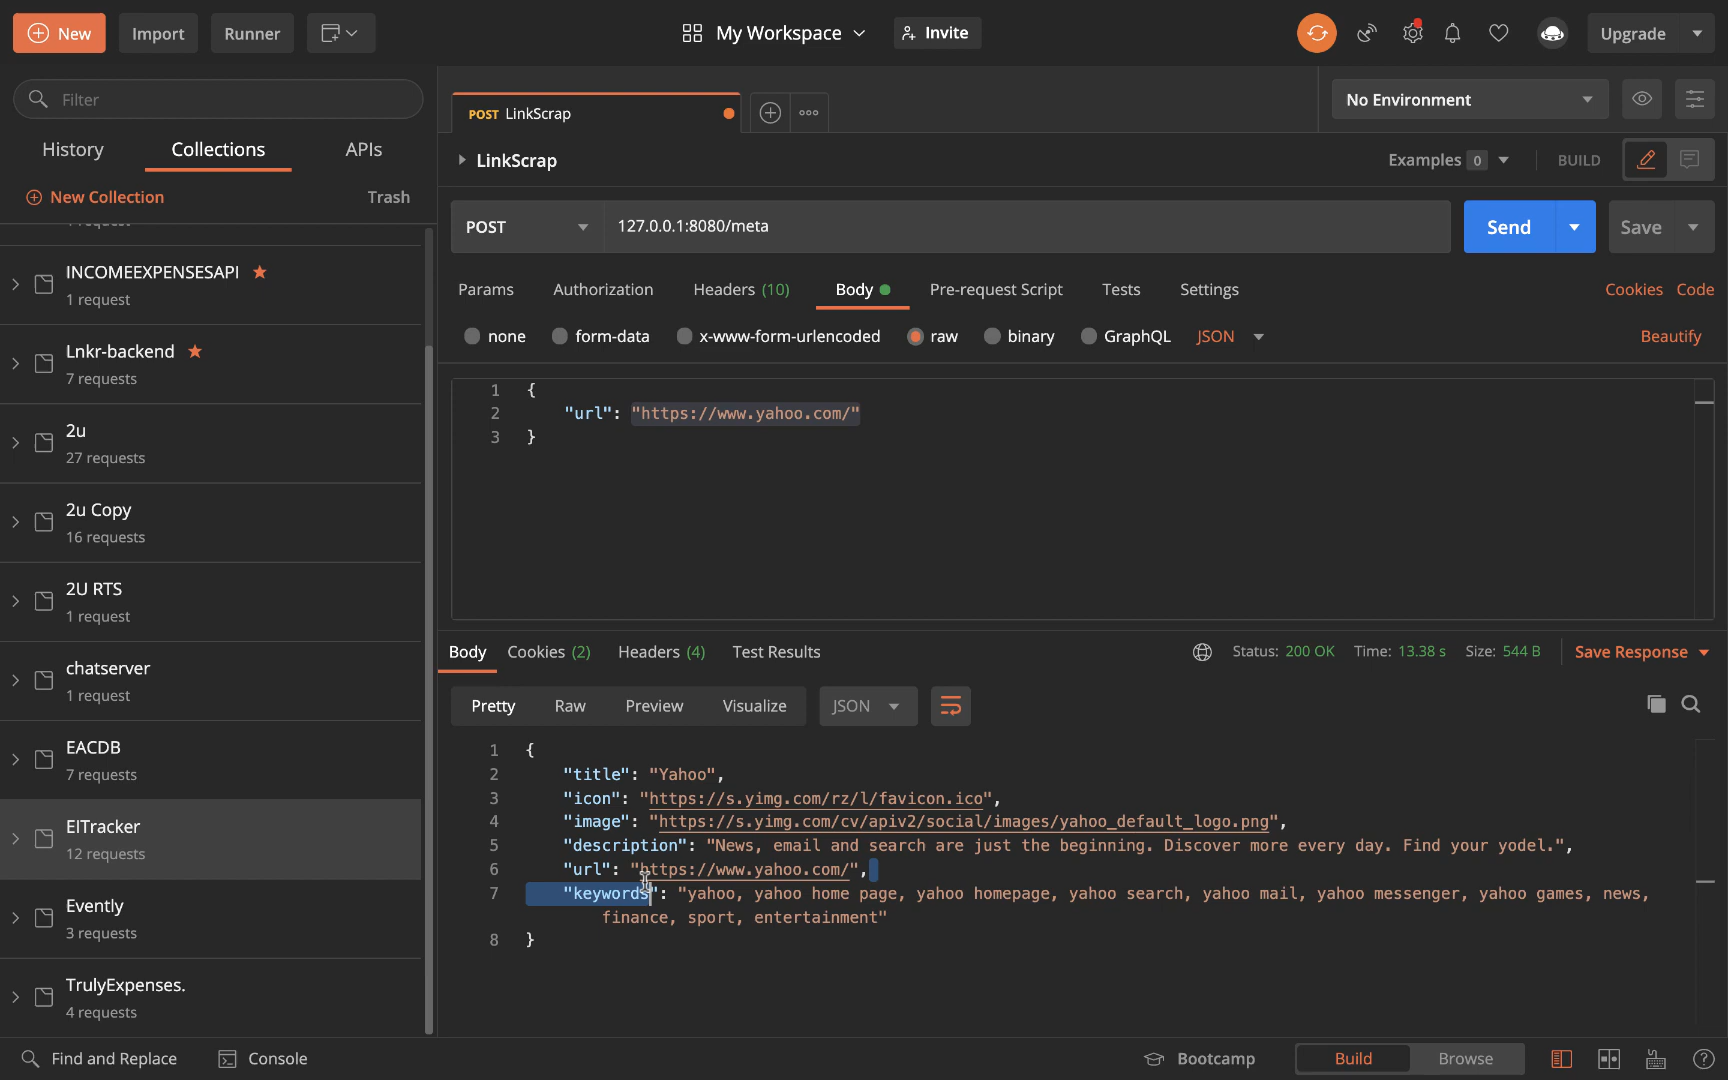 New
Import
Runner
My Workspace
Invite
Upgrade
Filter
History
Collections
APIs
New Collection
Trash
INCOMEEXPENSESAPI
1 request
Lnkr-backend
7 requests
2u
27 requests
2u Copy
16 requests
2U RTS
1 request
chatserver
1 request
EACDB
7 requests
EITracker
12 requests
Evently
3 requests
TrulyExpenses.
4 requests
POST LinkScrap
No Environment
LinkScrap
Examples 0
BUILD
POST
127.0.0.1:8080/meta
Send
Save
Params
Authorization
Headers (10)
Body
Pre-request Script
Tests
Settings
Cookies
Code
none
form-data
x-www-form-urlencoded
raw
binary
GraphQL
JSON
Beautify
1 {
2 "url": "https://www.yahoo.com/"
3 }
Body
Cookies (2)
Headers (4)
Test Results
Status: 200 OK
Time: 13.38 s
Size: 544 B
Save Response
Pretty
Raw
Preview
Visualize
JSON
1 {
2 "title": "Yahoo",
3 "icon": "https://s.yimg.com/rz/l/favicon.ico",
4 "image": "https://s.yimg.com/cv/apiv2/social/images/yahoo_default_logo.png",
5 "description": "News, email and search are just the beginning. Discover more every day. Find your yodel.",
6 "url": "https://www.yahoo.com/",
7 "keywords": "yahoo, yahoo home page, yahoo homepage, yahoo search, yahoo mail, yahoo messenger, yahoo games, news,
finance, sport, entertainment"
8 }
Find and Replace
Console
Bootcamp
Build
Browse